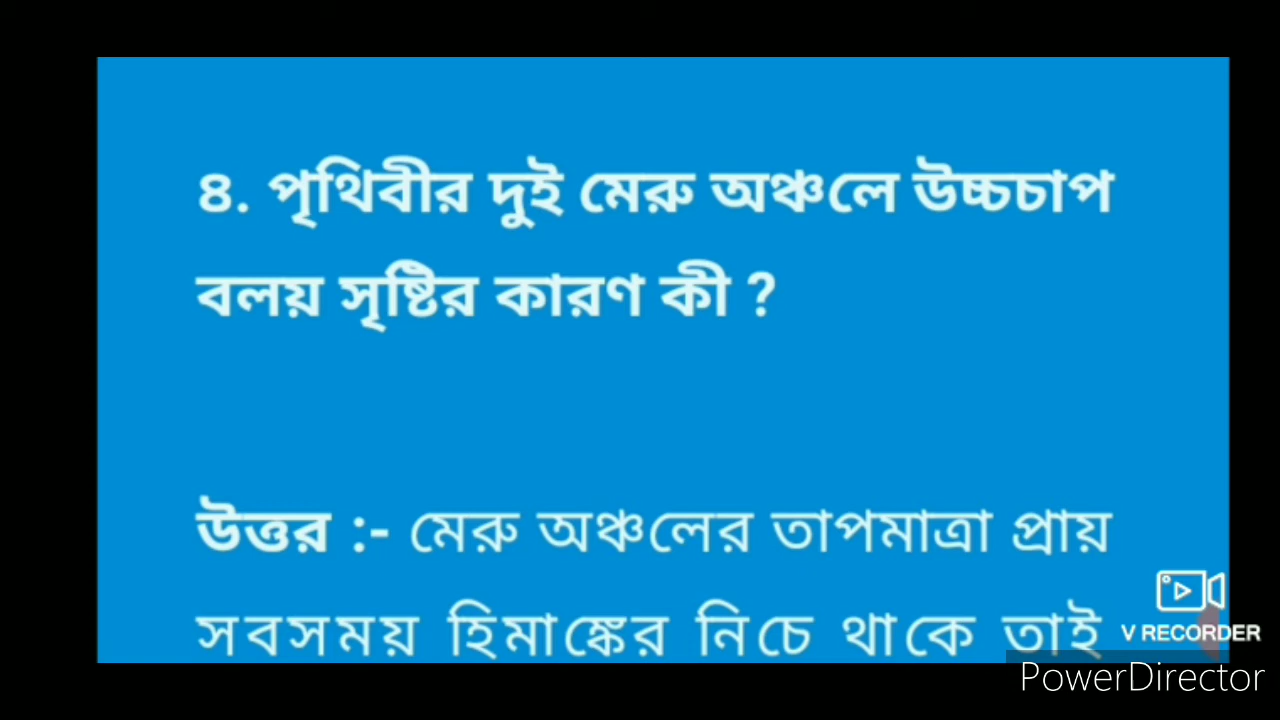 ৪. পৃথিবীর দুই মেরু অঞ্চলে উচ্চচাপ
বলয় সৃষ্টির কারণ কী ?
উত্তর :- মেরু অঞ্চলের তাপমাত্রা প্রায়
সবসময় হিমাঙ্কের নিচে থাকে তাই
V RECORDER
PowerDirector